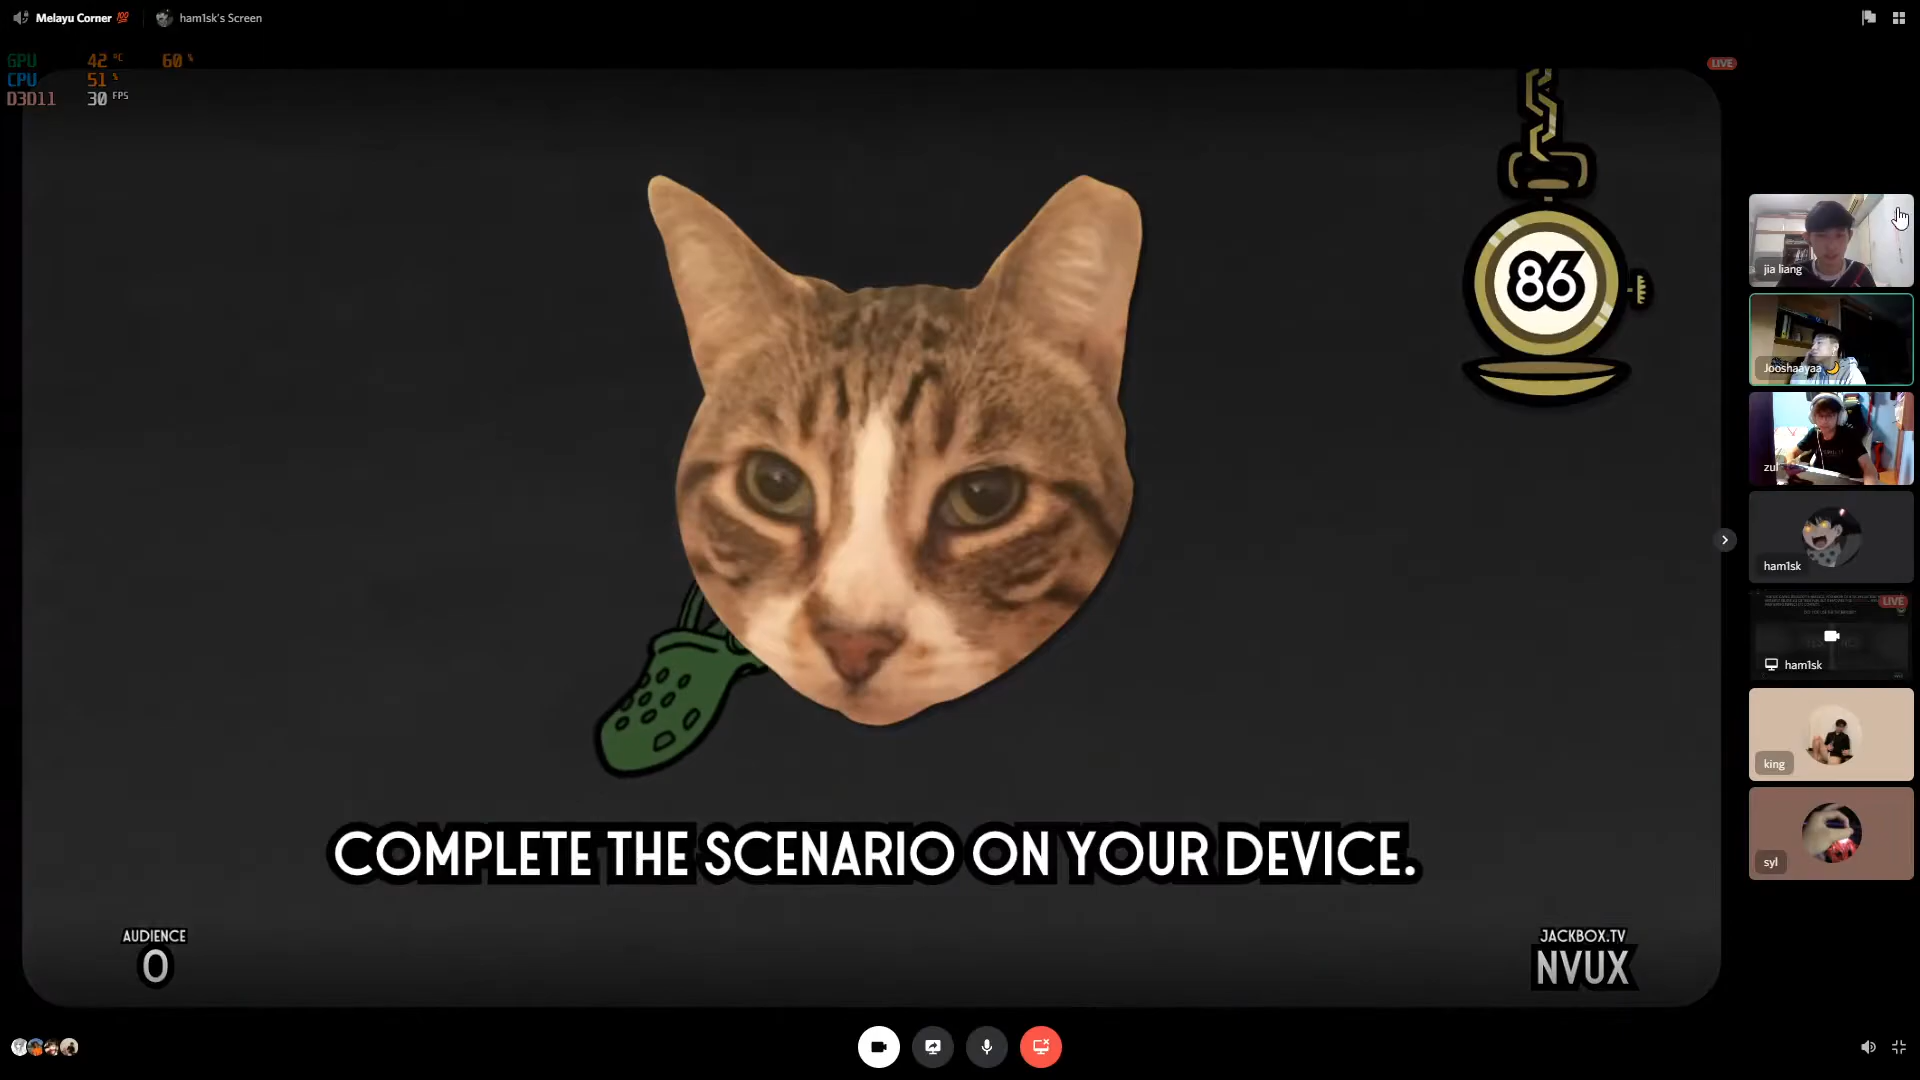 Melayu Corner 💯
ham1sk's Screen
GPU 42 °C 60 %
CPU 51 %
D3D11 30 FPS
LIVE
86
jia liang
Jooshaayaa 🌙
zul
ham1sk
LIVE
ham1sk
king
syl
COMPLETE THE SCENARIO ON YOUR DEVICE.
AUDIENCE
0
JACKBOX.TV
NVUX